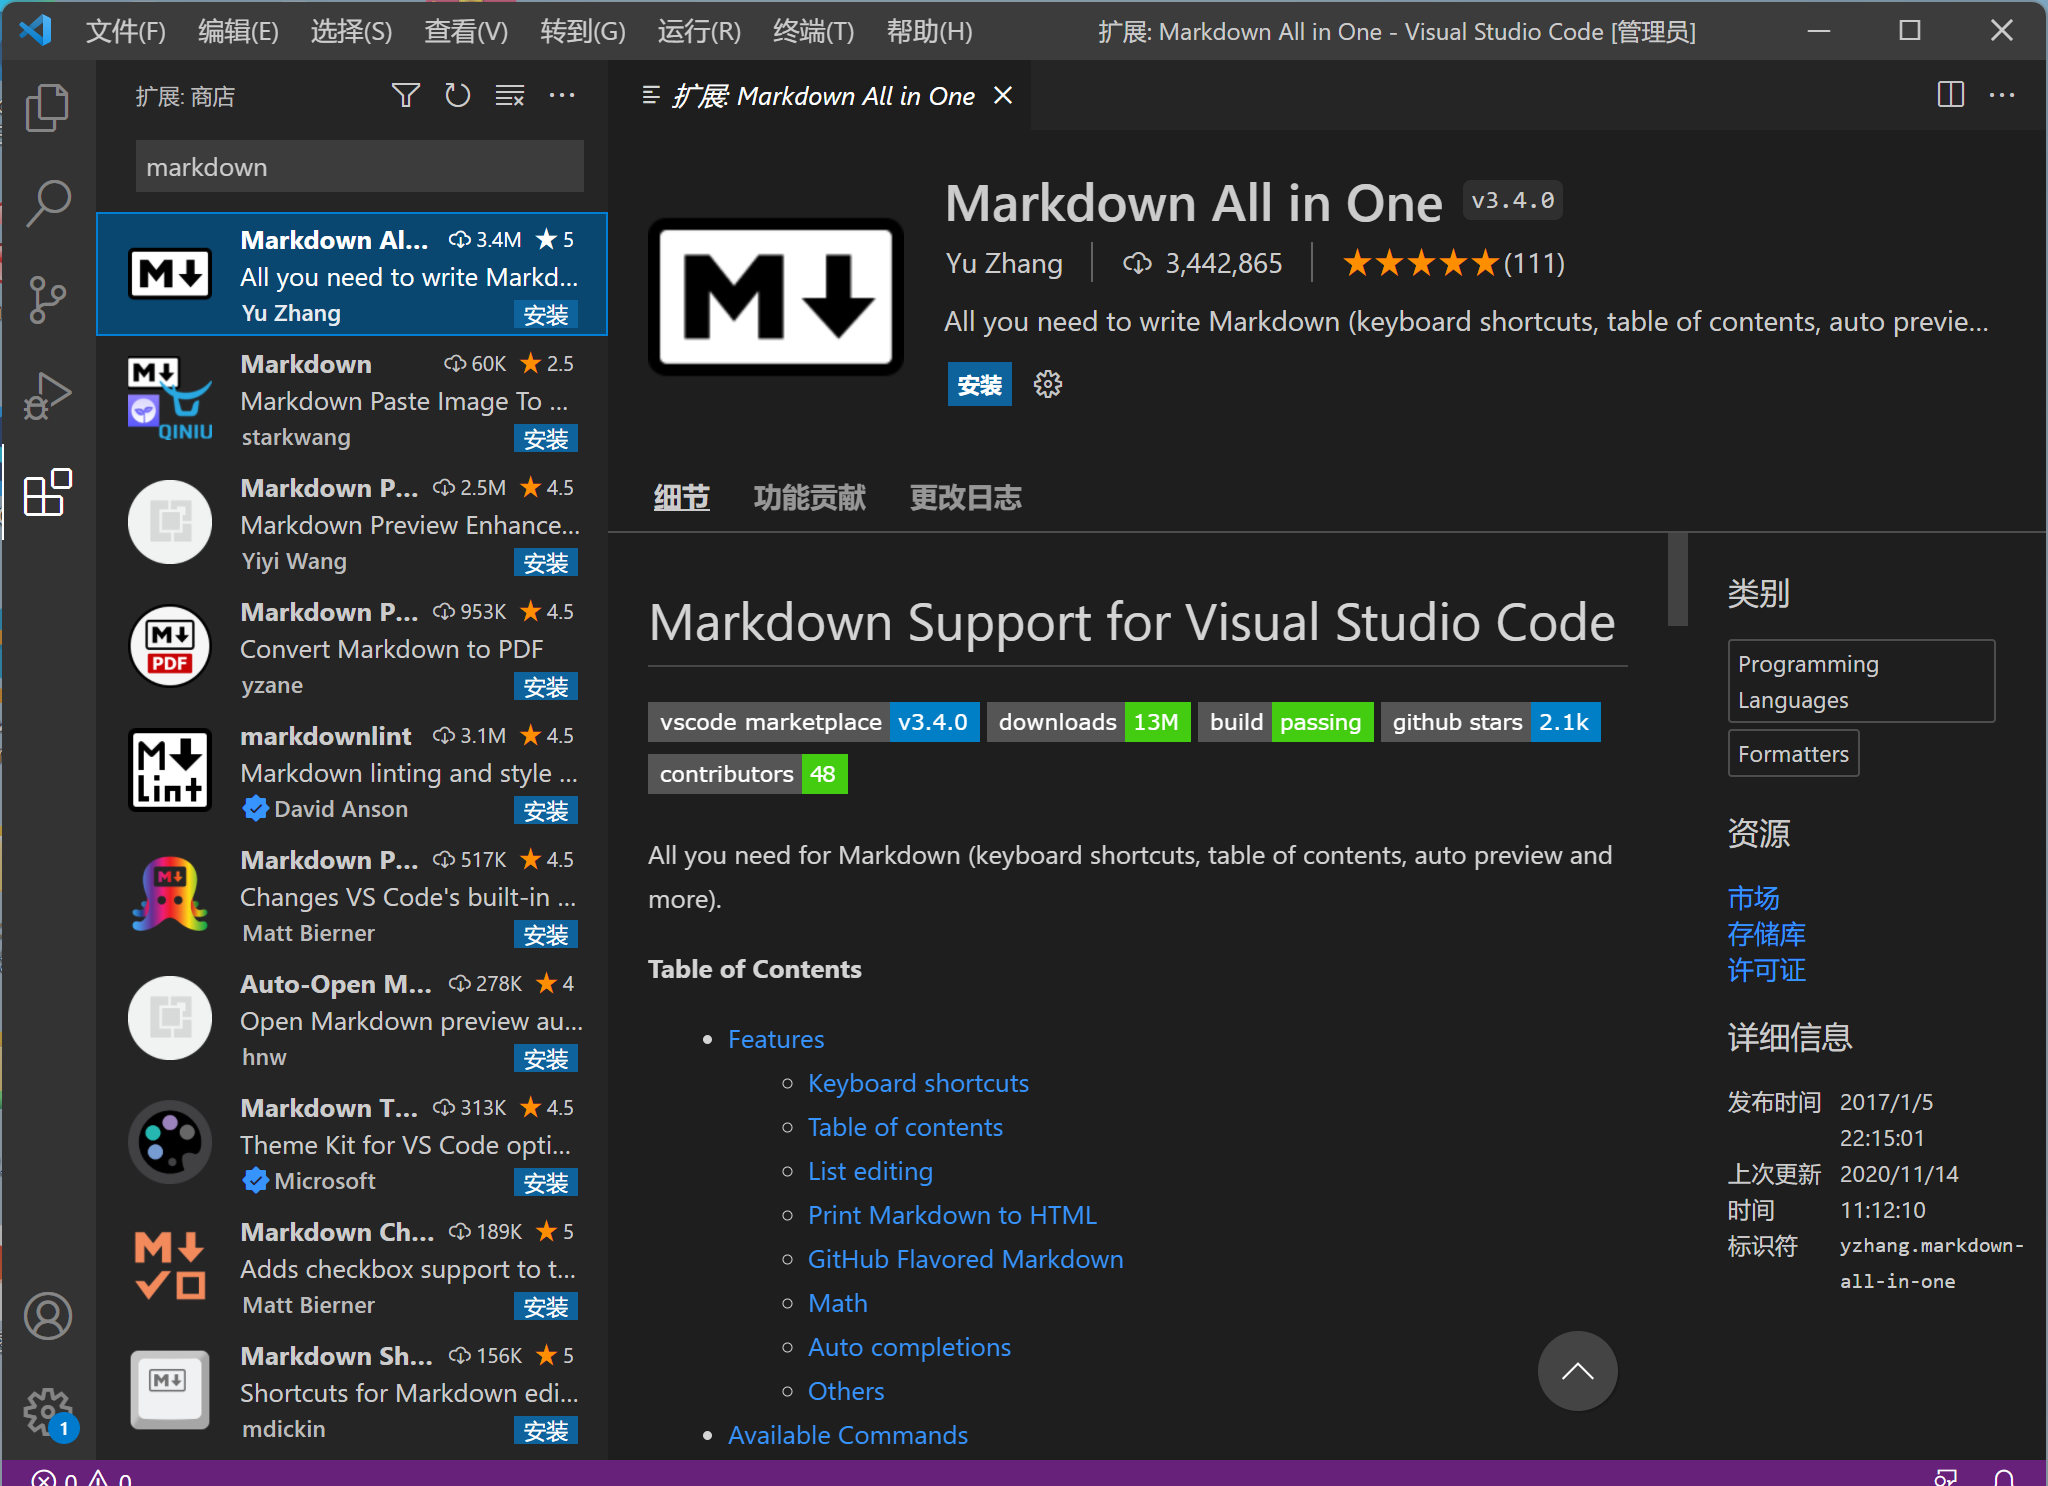 文件(F) 编辑(E) 选择(S) 查看(V) 转到(G) 运行(R) 终端(T) 帮助(H) 扩展: Markdown All in One - Visual Studio Code [管理员]
扩展: 商店
markdown
Markdown Al... 3.4M 5
All you need to write Markd...
Yu Zhang 安装
M↓ QINIU
Markdown 60K 2.5
Markdown Paste Image To ...
starkwang 安装
Markdown P... 2.5M 4.5
Markdown Preview Enhance...
Yiyi Wang 安装
M↓ PDF
Markdown P... 953K 4.5
Convert Markdown to PDF
yzane 安装
M↓ lint
markdownlint 3.1M 4.5
Markdown linting and style ...
David Anson 安装
Markdown P... 517K 4.5
Changes VS Code's built-in ...
Matt Bierner 安装
Auto-Open M... 278K 4
Open Markdown preview au...
hnw 安装
Markdown T... 313K 4.5
Theme Kit for VS Code opti...
Microsoft 安装
Markdown Ch... 189K 5
Adds checkbox support to t...
Matt Bierner 安装
Markdown Sh... 156K 5
Shortcuts for Markdown edi...
mdickin 安装
1
扩展: Markdown All in One
M↓
Markdown All in One v3.4.0
Yu Zhang 3,442,865 ★★★★★(111)
All you need to write Markdown (keyboard shortcuts, table of contents, auto previe...
安装
细节 功能贡献 更改日志
Markdown Support for Visual Studio Code
vscode marketplace v3.4.0 downloads 13M build passing github stars 2.1k
contributors 48
All you need for Markdown (keyboard shortcuts, table of contents, auto preview and
more).
Table of Contents
• Features
◦ Keyboard shortcuts
◦ Table of contents
◦ List editing
◦ Print Markdown to HTML
◦ GitHub Flavored Markdown
◦ Math
◦ Auto completions
◦ Others
• Available Commands
类别
Programming
Languages
Formatters
资源
市场
存储库
许可证
详细信息
发布时间 2017/1/5
22:15:01
上次更新 2020/11/14
时间 11:12:10
标识符 yzhang.markdown-
all-in-one
0 0